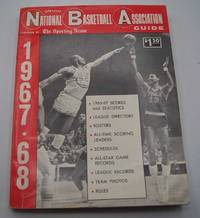 OFFICIAL
NATIONAL BASKETBALL ASSOCIATION
The Sporting News
GUIDE
$1.50
1967-68
• 1966-67 SCORES
and STATISTICS
• LEAGUE DIRECTORY
• ROSTERS
• ALL-TIME SCORING
LEADERS
• SCHEDULES
• ALL-STAR GAME
RECORDS
• LEAGUE RECORDS
• TEAM PHOTOS
• RULES